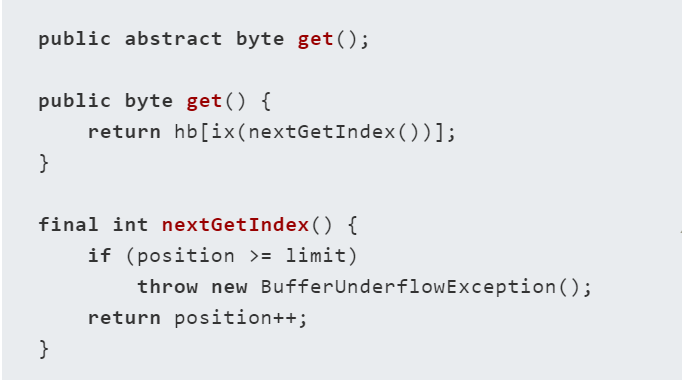 public abstract byte get();
public byte get() {
return hb[ix(nextGetIndex())];
}
final int nextGetIndex() {
if (position >= limit)
throw new BufferUnderflowException();
return position++;
}